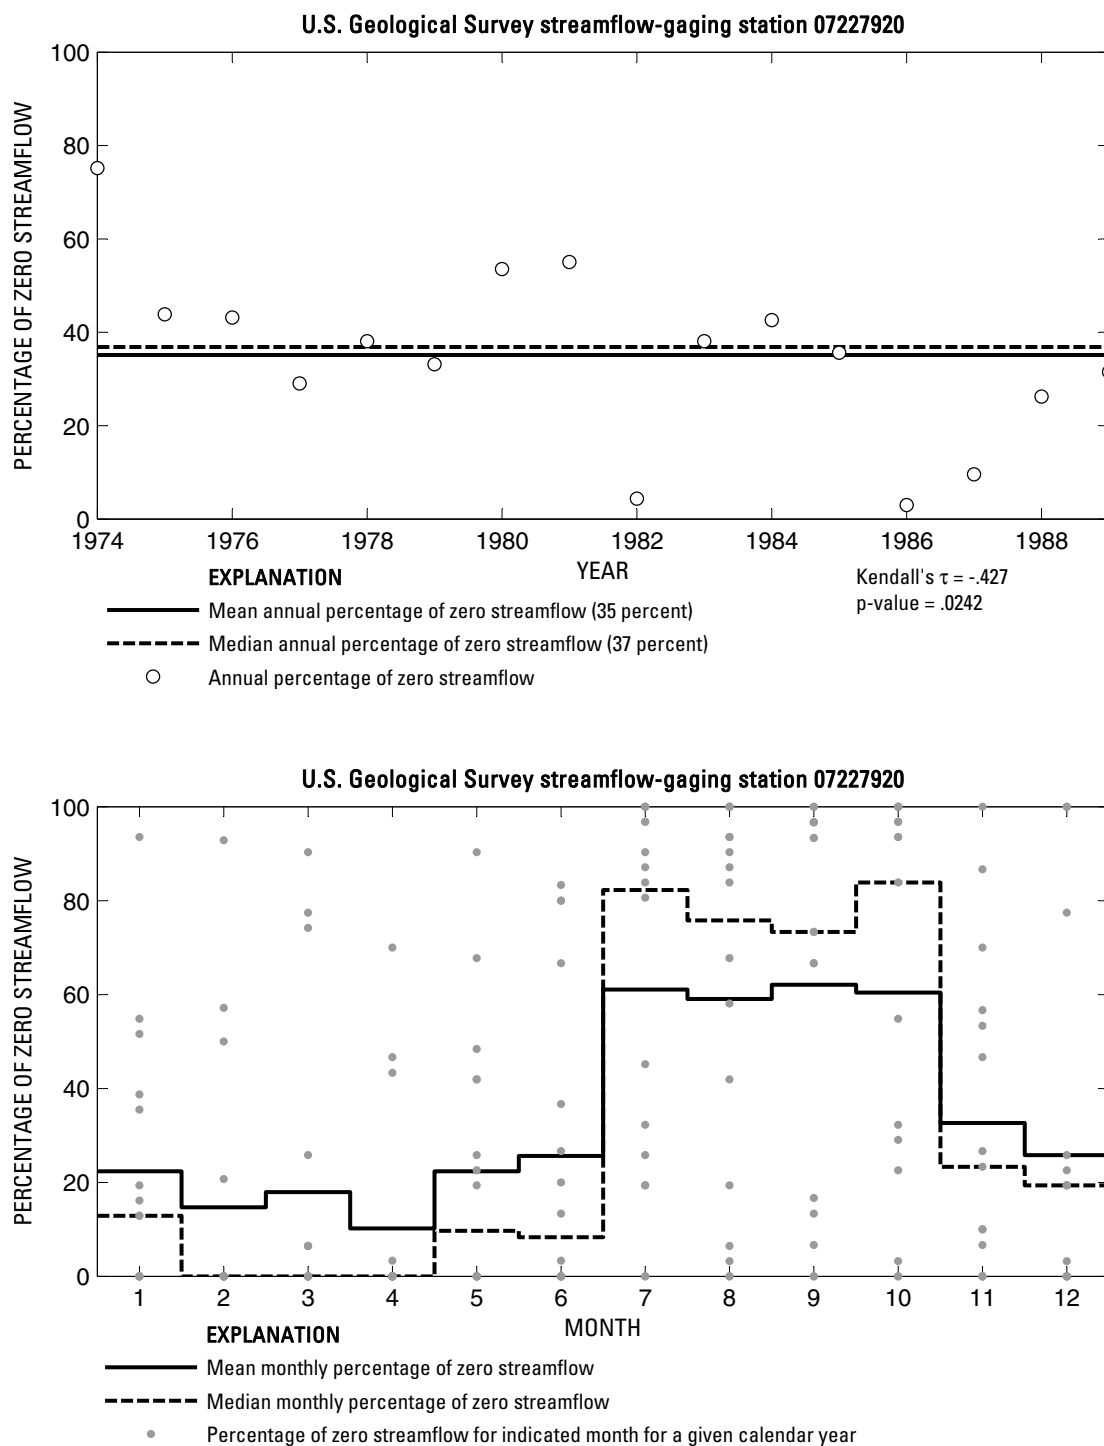 U.S. Geological Survey streamflow-gaging station 07227920
PERCENTAGE OF ZERO STREAMFLOW
100
80
60
40
20
0
1974 1976 1978 1980 1982 1984 1986 1988
YEAR
Kendall's τ = -.427
p-value = .0242
EXPLANATION
Mean annual percentage of zero streamflow (35 percent)
Median annual percentage of zero streamflow (37 percent)
Annual percentage of zero streamflow
U.S. Geological Survey streamflow-gaging station 07227920
PERCENTAGE OF ZERO STREAMFLOW
100
80
60
40
20
0
1 2 3 4 5 6 7 8 9 10 11 12
MONTH
EXPLANATION
Mean monthly percentage of zero streamflow
Median monthly percentage of zero streamflow
Percentage of zero streamflow for indicated month for a given calendar year